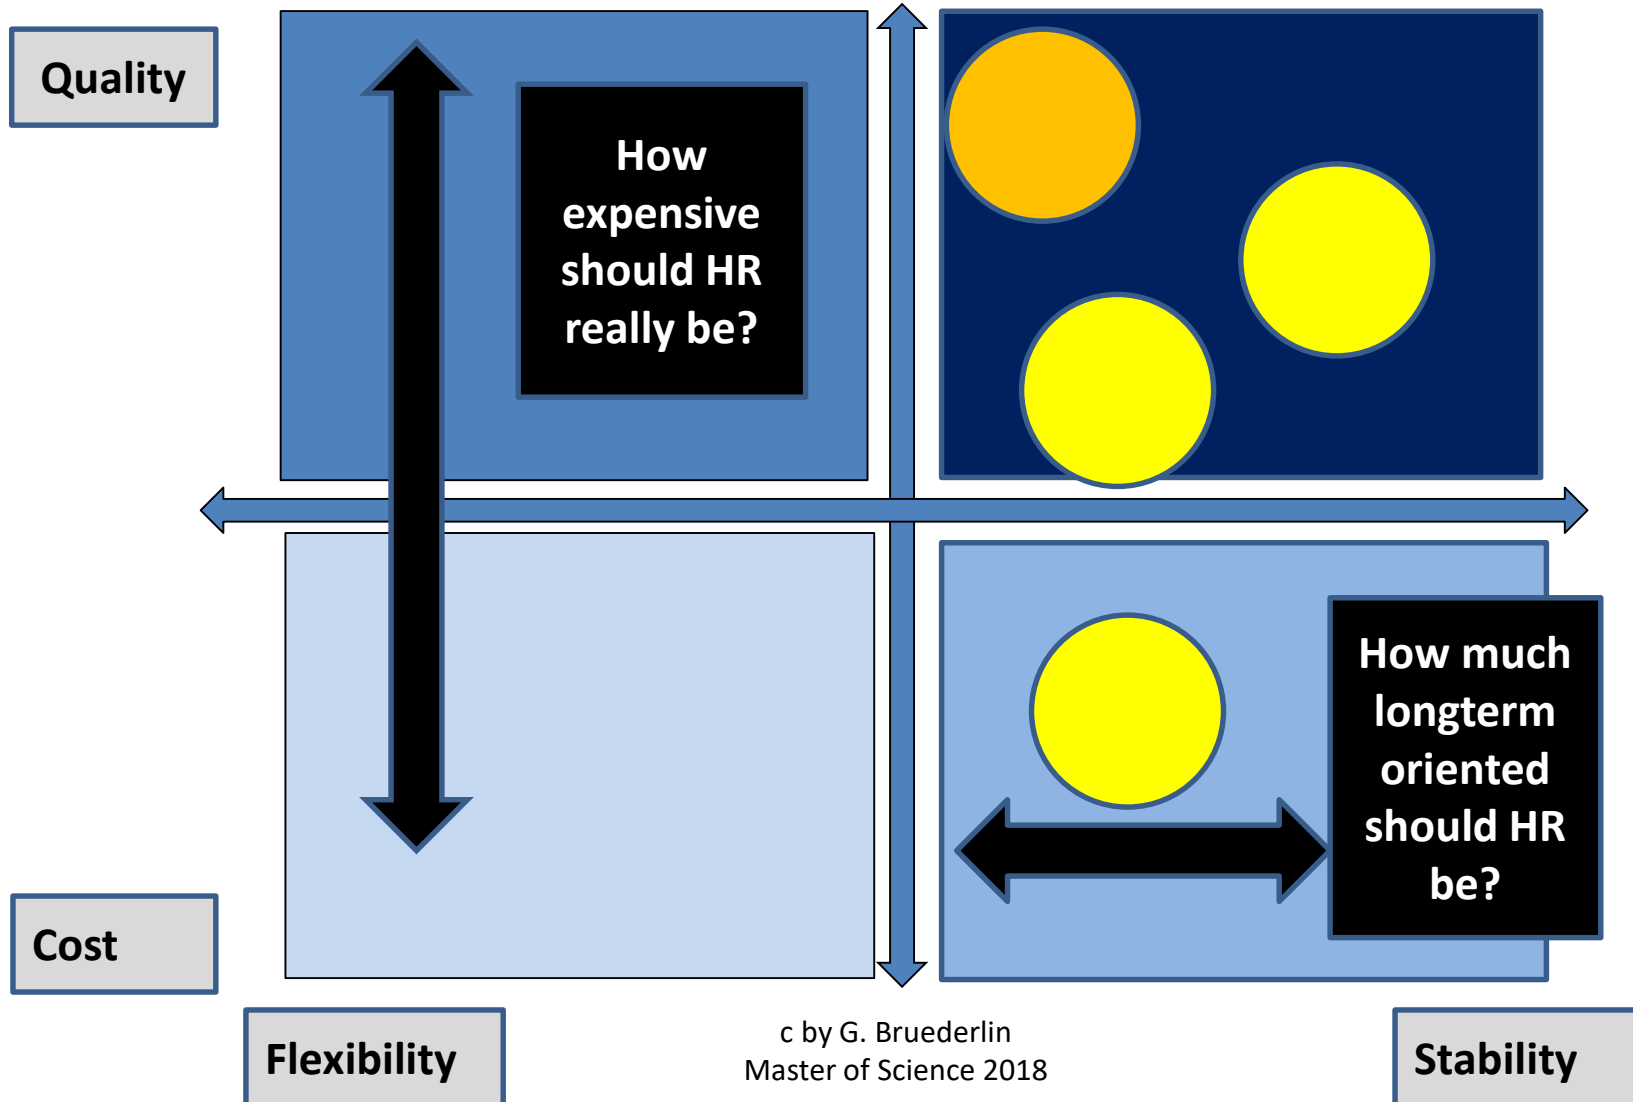 Quality
How
expensive
should HR
really be?
How much
longterm
oriented
should HR
be?
Cost
Flexibility
c by G. Bruederlin
Master of Science 2018
Stability